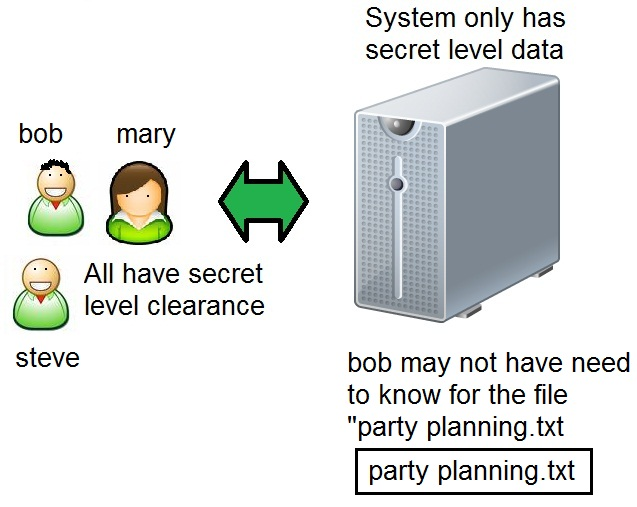 System only has
secret level data
bob
mary
All have secret
level clearance
steve
bob may not have need
to know for the file
"party planning.txt
party planning.txt